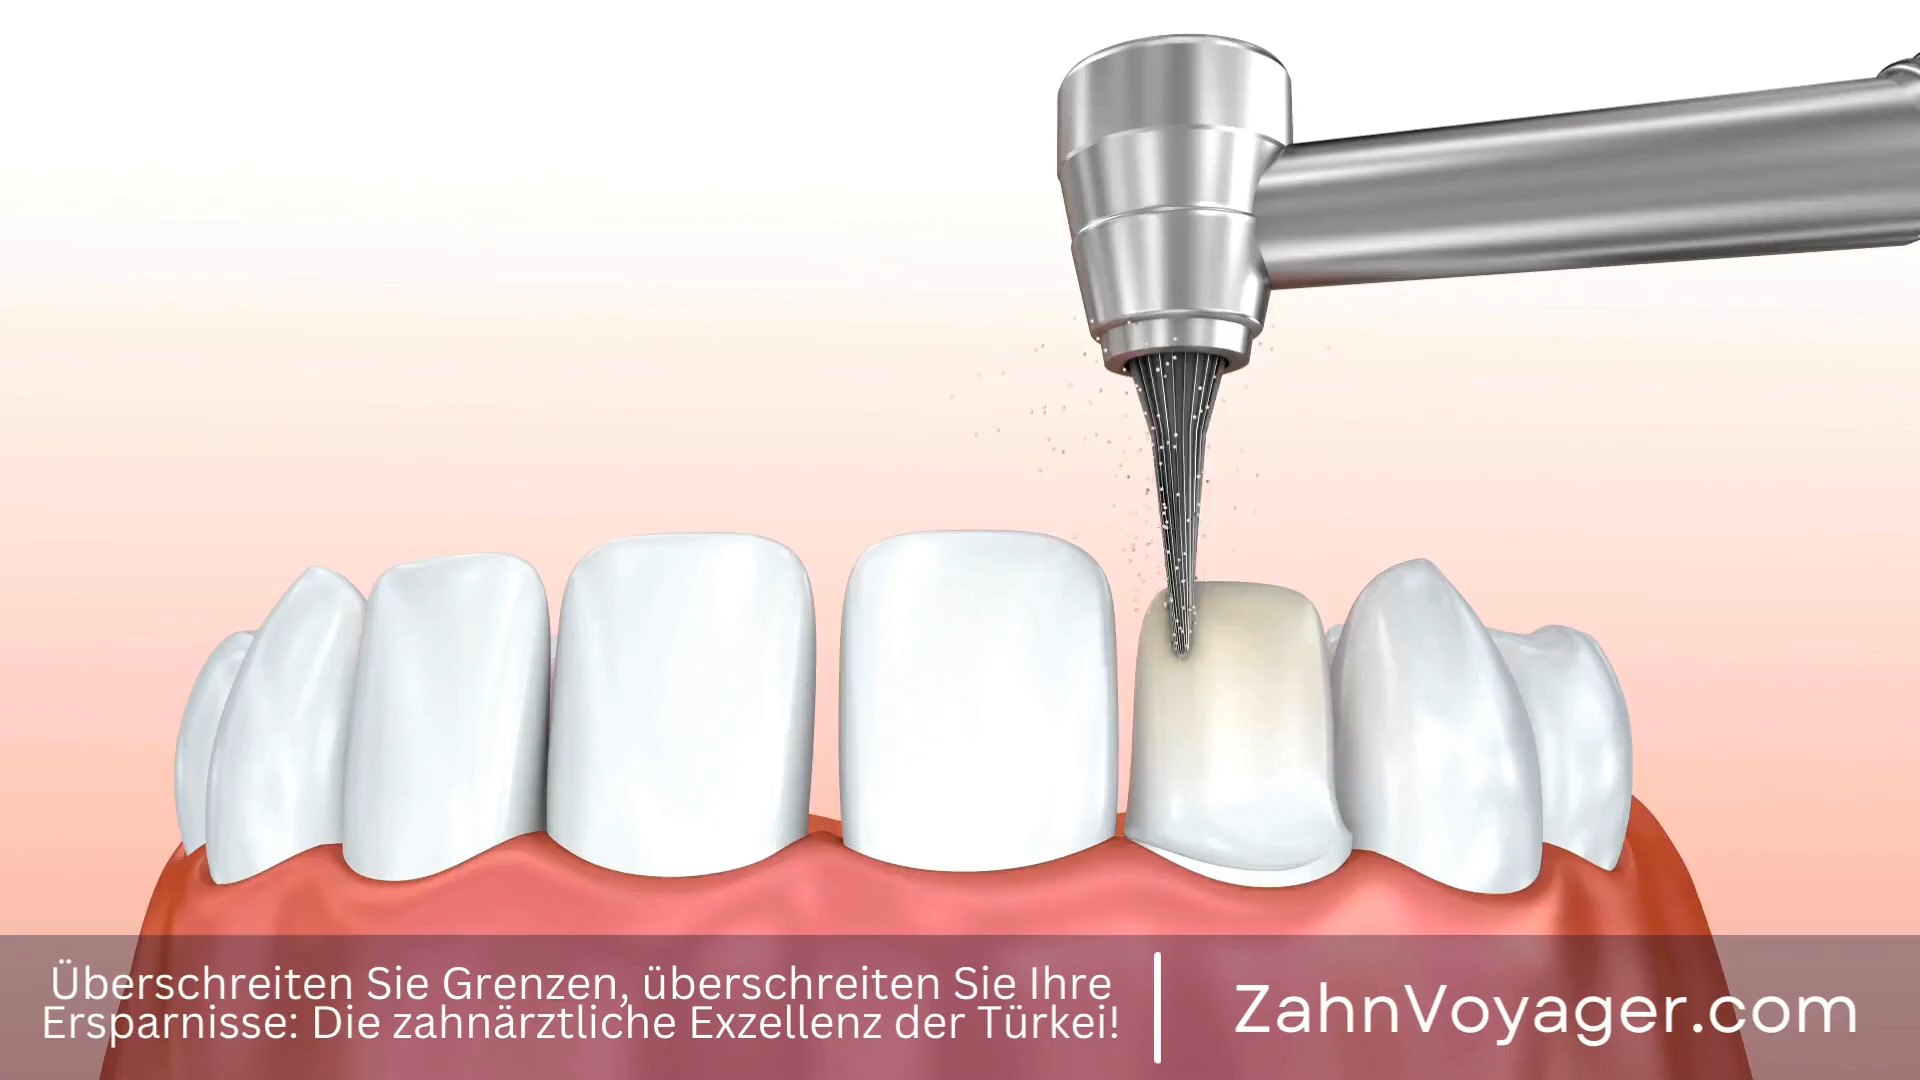 Überschreiten Sie Grenzen, überschreiten Sie Ihre
Ersparnisse: Die zahnärztliche Exzellenz der Türkei!
ZahnVoyager.com